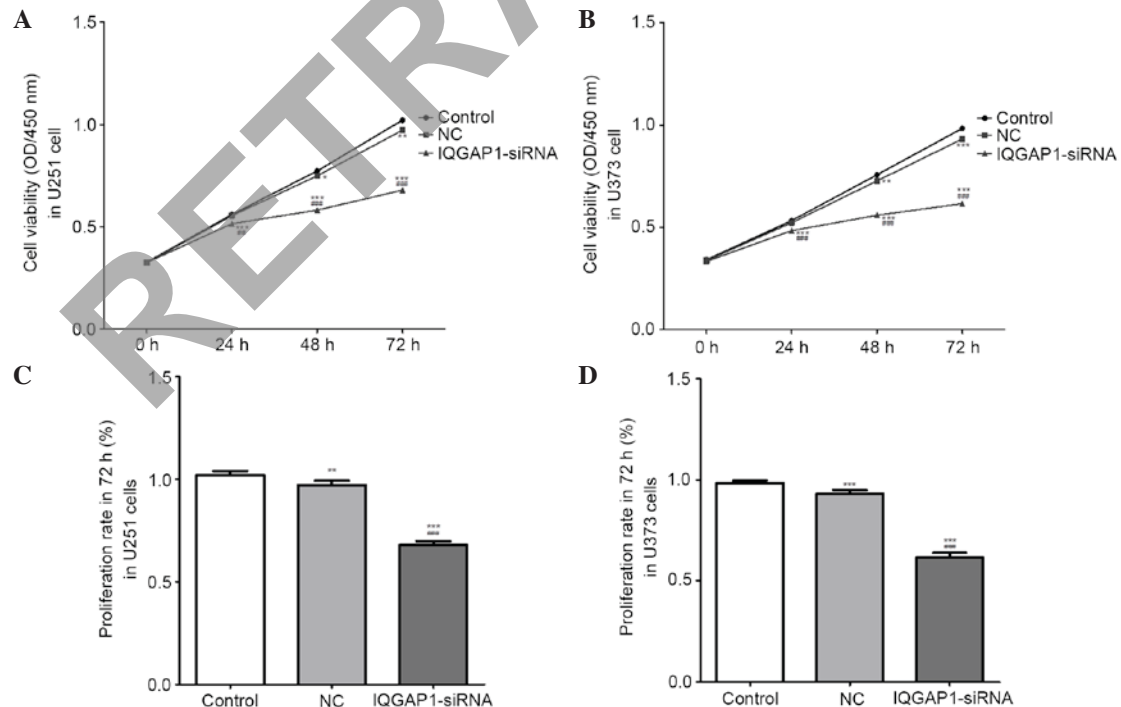 A
1.5
1.0
0.5
0.0
Cell viability (OD/450 nm)
in U251 cell
0 h 24 h 48 h 72 h
Control
NC
IQGAP1-siRNA
**
***
##
***
###
***
###
B
1.5
1.0
0.5
0.0
Cell viability (OD/450 nm)
in U373 cell
0 h 24 h 48 h 72 h
Control
NC
IQGAP1-siRNA
**
***
***
###
***
###
***
###
C
1.5
1.0
0.5
0.0
Proliferation rate in 72 h (%)
in U251 cells
**
***
###
Control NC IQGAP1-siRNA
D
1.5
1.0
0.5
0.0
Proliferation rate in 72 h (%)
in U373 cells
***
***
###
Control NC IQGAP1-siRNA